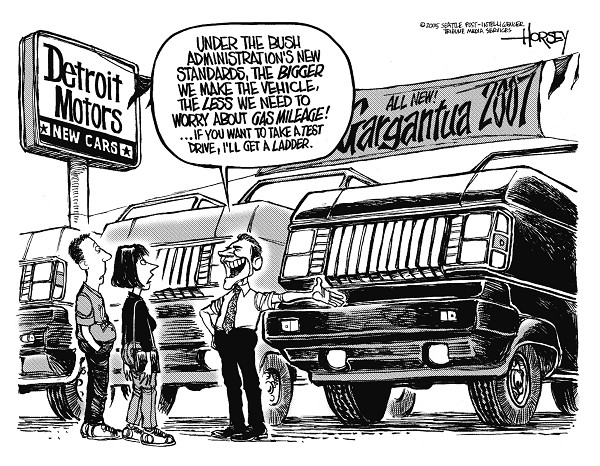 ©2005 SEATTLE POST-INTELLIGENCER
TRIBUNE MEDIA SERVICES
HORSEY
Detroit
Motors
★ NEW CARS ★
UNDER THE BUSH
ADMINISTRATION'S NEW
STANDARDS, THE BIGGER
WE MAKE THE VEHICLE,
THE LESS WE NEED TO
WORRY ABOUT GAS MILEAGE!
...IF YOU WANT TO TAKE A TEST
DRIVE, I'LL GET A LADDER.
ALL NEW!
Gargantua 2007